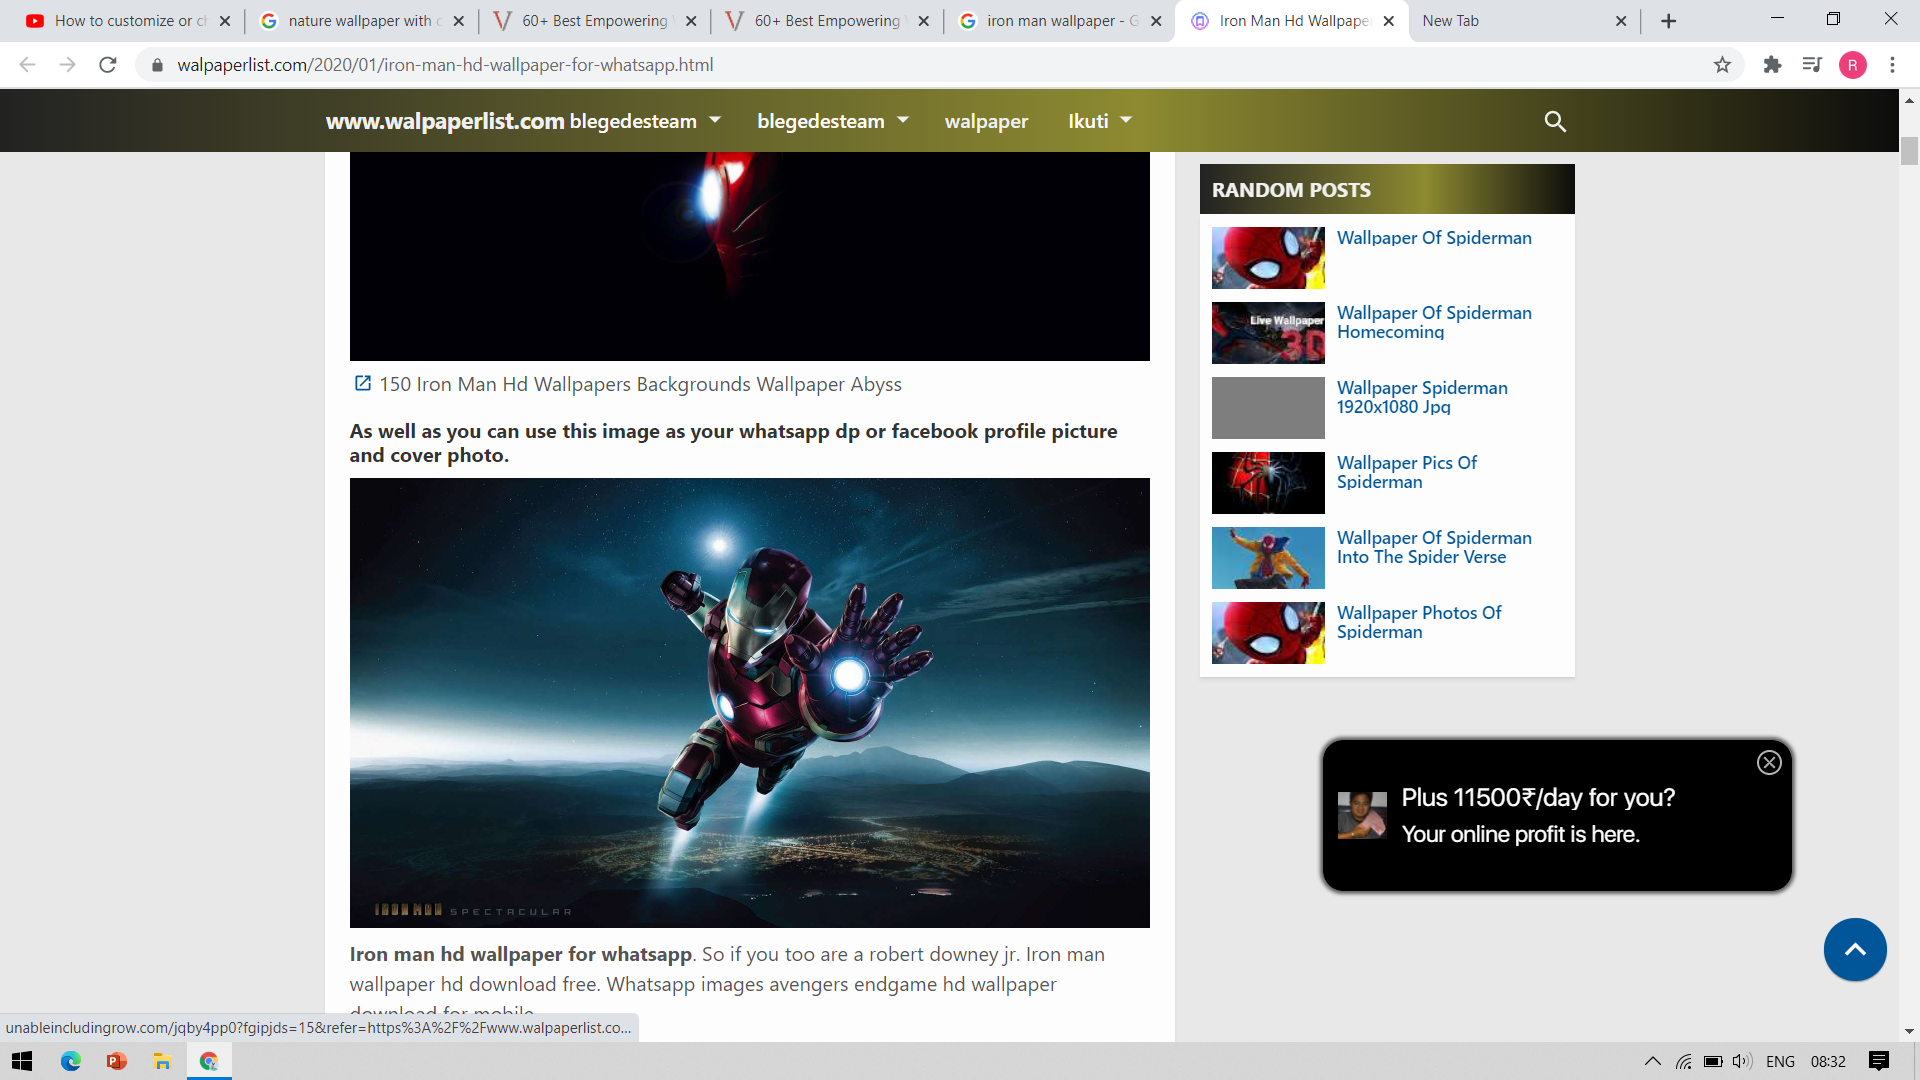 How to customize or cl
nature wallpaper with c
60+ Best Empowering
60+ Best Empowering
iron man wallpaper - G
Iron Man Hd Wallpape
New Tab
walpaperlist.com/2020/01/iron-man-hd-wallpaper-for-whatsapp.html
R
www.walpaperlist.com blegedesteam
blegedesteam
walpaper
Ikuti
150 Iron Man Hd Wallpapers Backgrounds Wallpaper Abyss
As well as you can use this image as your whatsapp dp or facebook profile picture
and cover photo.
IRON MAN SPECTACULAR
Iron man hd wallpaper for whatsapp. So if you too are a robert downey jr. Iron man
wallpaper hd download free. Whatsapp images avengers endgame hd wallpaper
download for mobile
RANDOM POSTS
Wallpaper Of Spiderman
Live Wallpaper
3D
Wallpaper Of Spiderman
Homecoming
Wallpaper Spiderman
1920x1080 Jpg
Wallpaper Pics Of
Spiderman
Wallpaper Of Spiderman
Into The Spider Verse
Wallpaper Photos Of
Spiderman
Plus 11500₹/day for you?
Your online profit is here.
unableincludingrow.com/jqby4pp0?fgipjds=15&refer=https%3A%2F%2Fwww.walpaperlist.co...
ENG
08:32